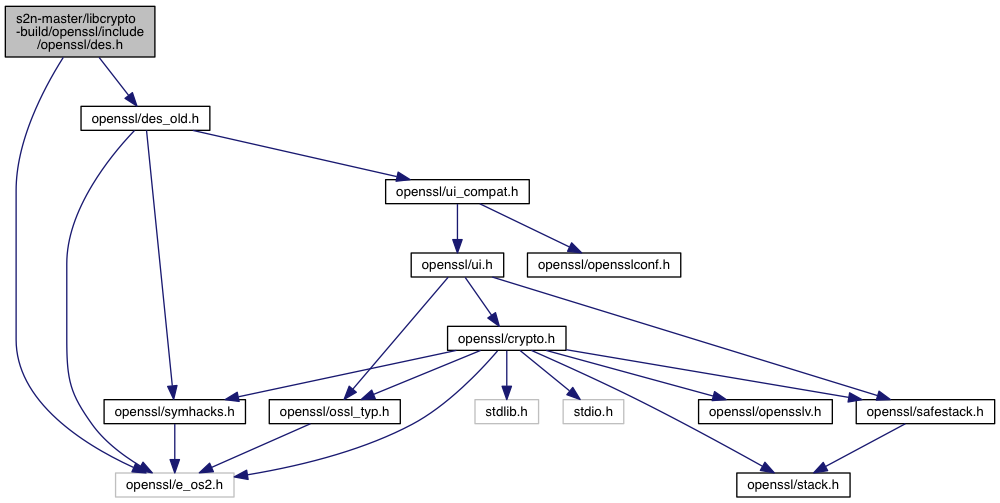 s2n-master/libcrypto
-build/openssl/include
/openssl/des.h
openssl/des_old.h
openssl/ui_compat.h
openssl/ui.h
openssl/opensslconf.h
openssl/crypto.h
openssl/symhacks.h
openssl/ossl_typ.h
stdlib.h
stdio.h
openssl/opensslv.h
openssl/safestack.h
openssl/e_os2.h
openssl/stack.h